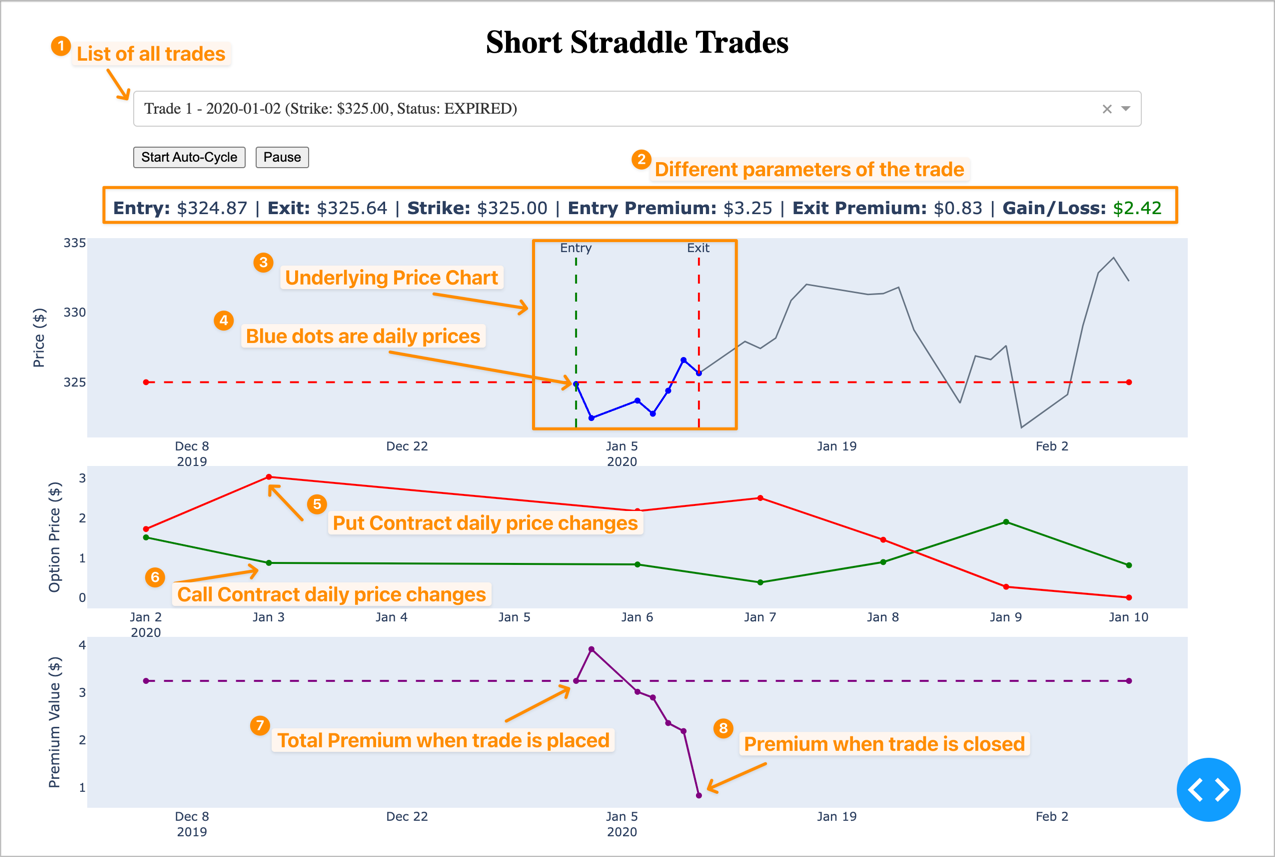 Short Straddle Trades
1 List of all trades
Trade 1 - 2020-01-02 (Strike: $325.00, Status: EXPIRED)
Start Auto-Cycle Pause
2 Different parameters of the trade
Entry: $324.87 | Exit: $325.64 | Strike: $325.00 | Entry Premium: $3.25 | Exit Premium: $0.83 | Gain/Loss: $2.42
Entry Exit
3 Underlying Price Chart
4 Blue dots are daily prices
Price ($)
335
330
325
Dec 8 Dec 22 Jan 5 Jan 19 Feb 2
2019 2020
Option Price ($)
3
2
1
0
5 Put Contract daily price changes
6 Call Contract daily price changes
Jan 2 Jan 3 Jan 4 Jan 5 Jan 6 Jan 7 Jan 8 Jan 9 Jan 10
2020
Premium Value ($)
4
3
2
1
7 Total Premium when trade is placed
8 Premium when trade is closed
Dec 8 Dec 22 Jan 5 Jan 19 Feb 2
2019 2020